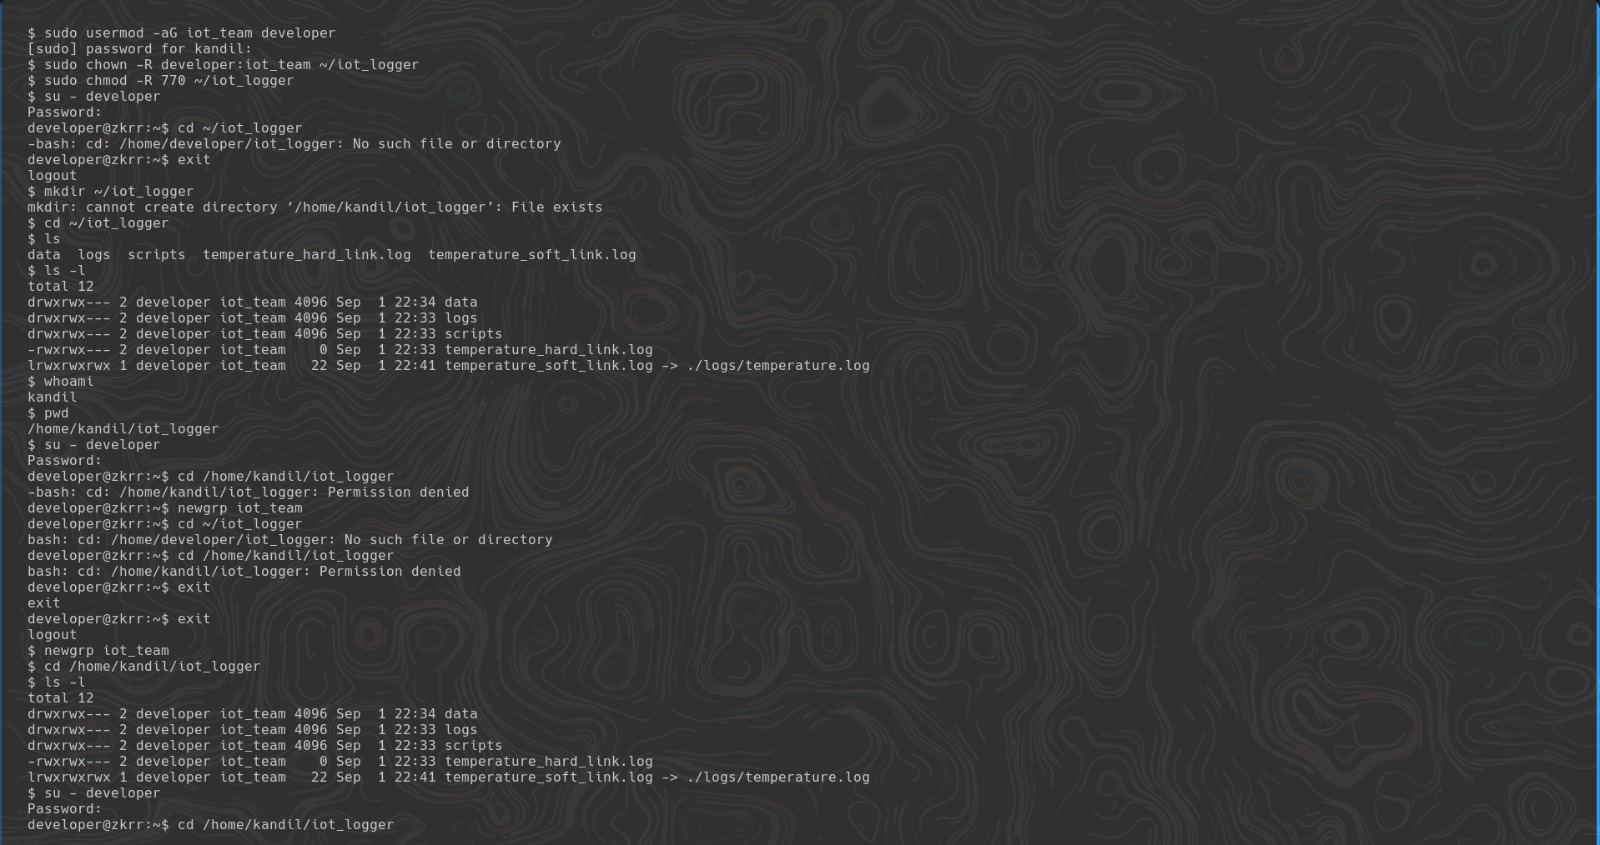 $ sudo usermod -aG iot_team developer
[sudo] password for kandil:
$ sudo chown -R developer:iot_team ~/iot_logger
$ sudo chmod -R 770 ~/iot_logger
$ su - developer
Password:
developer@zkrr:~$ cd ~/iot_logger
-bash: cd: /home/developer/iot_logger: No such file or directory
developer@zkrr:~$ exit
logout
$ mkdir ~/iot_logger
mkdir: cannot create directory ‘/home/kandil/iot_logger’: File exists
$ cd ~/iot_logger
$ ls
data  logs  scripts  temperature_hard_link.log  temperature_soft_link.log
$ ls -l
total 12
drwxrwx--- 2 developer iot_team 4096 Sep  1 22:34 data
drwxrwx--- 2 developer iot_team 4096 Sep  1 22:33 logs
drwxrwx--- 2 developer iot_team 4096 Sep  1 22:33 scripts
-rwxrwx--- 2 developer iot_team    0 Sep  1 22:33 temperature_hard_link.log
lrwxrwxrwx 1 developer iot_team   22 Sep  1 22:41 temperature_soft_link.log -> ./logs/temperature.log
$ whoami
kandil
$ pwd
/home/kandil/iot_logger
$ su - developer
Password:
developer@zkrr:~$ cd /home/kandil/iot_logger
-bash: cd: /home/kandil/iot_logger: Permission denied
developer@zkrr:~$ newgrp iot_team
developer@zkrr:~$ cd ~/iot_logger
bash: cd: /home/developer/iot_logger: No such file or directory
developer@zkrr:~$ cd /home/kandil/iot_logger
bash: cd: /home/kandil/iot_logger: Permission denied
developer@zkrr:~$ exit
exit
developer@zkrr:~$ exit
logout
$ newgrp iot_team
$ cd /home/kandil/iot_logger
$ ls -l
total 12
drwxrwx--- 2 developer iot_team 4096 Sep  1 22:34 data
drwxrwx--- 2 developer iot_team 4096 Sep  1 22:33 logs
drwxrwx--- 2 developer iot_team 4096 Sep  1 22:33 scripts
-rwxrwx--- 2 developer iot_team    0 Sep  1 22:33 temperature_hard_link.log
lrwxrwxrwx 1 developer iot_team   22 Sep  1 22:41 temperature_soft_link.log -> ./logs/temperature.log
$ su - developer
Password:
developer@zkrr:~$ cd /home/kandil/iot_logger